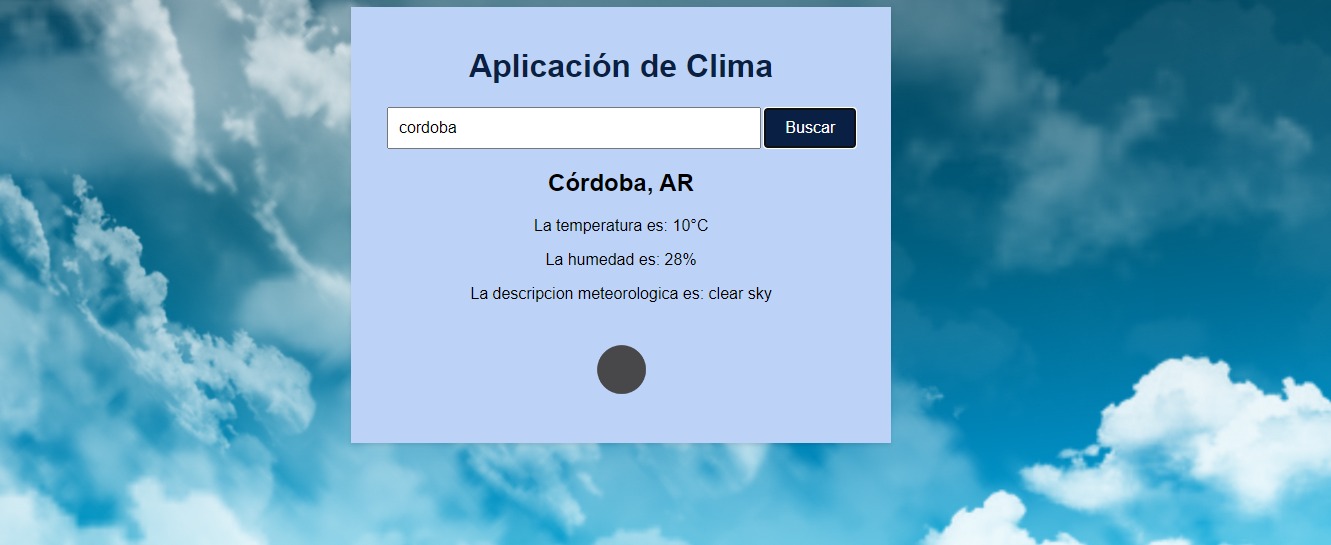 Aplicación de Clima
cordoba
Buscar
Córdoba, AR
La temperatura es: 10°C
La humedad es: 28%
La descripcion meteorologica es: clear sky